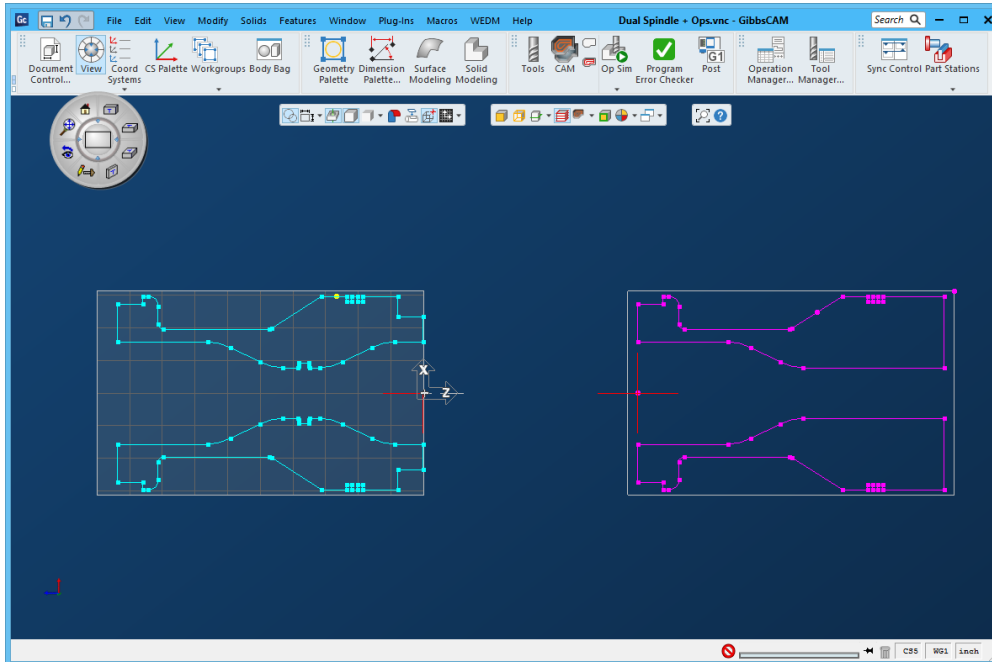 Gc File Edit View Modify Solids Features Window Plug-Ins Macros WEDM Help Dual Spindle + Ops.vnc - GibbsCAM Search
G1
Document Control... View Coord Systems CS Palette Workgroups Body Bag Geometry Palette Dimension Palette... Surface Modeling Solid Modeling Tools CAM Op Sim Program Error Checker Post Operation Manager... Tool Manager... Sync Control Part Stations
?
X
Z
CS5 WG1 inch